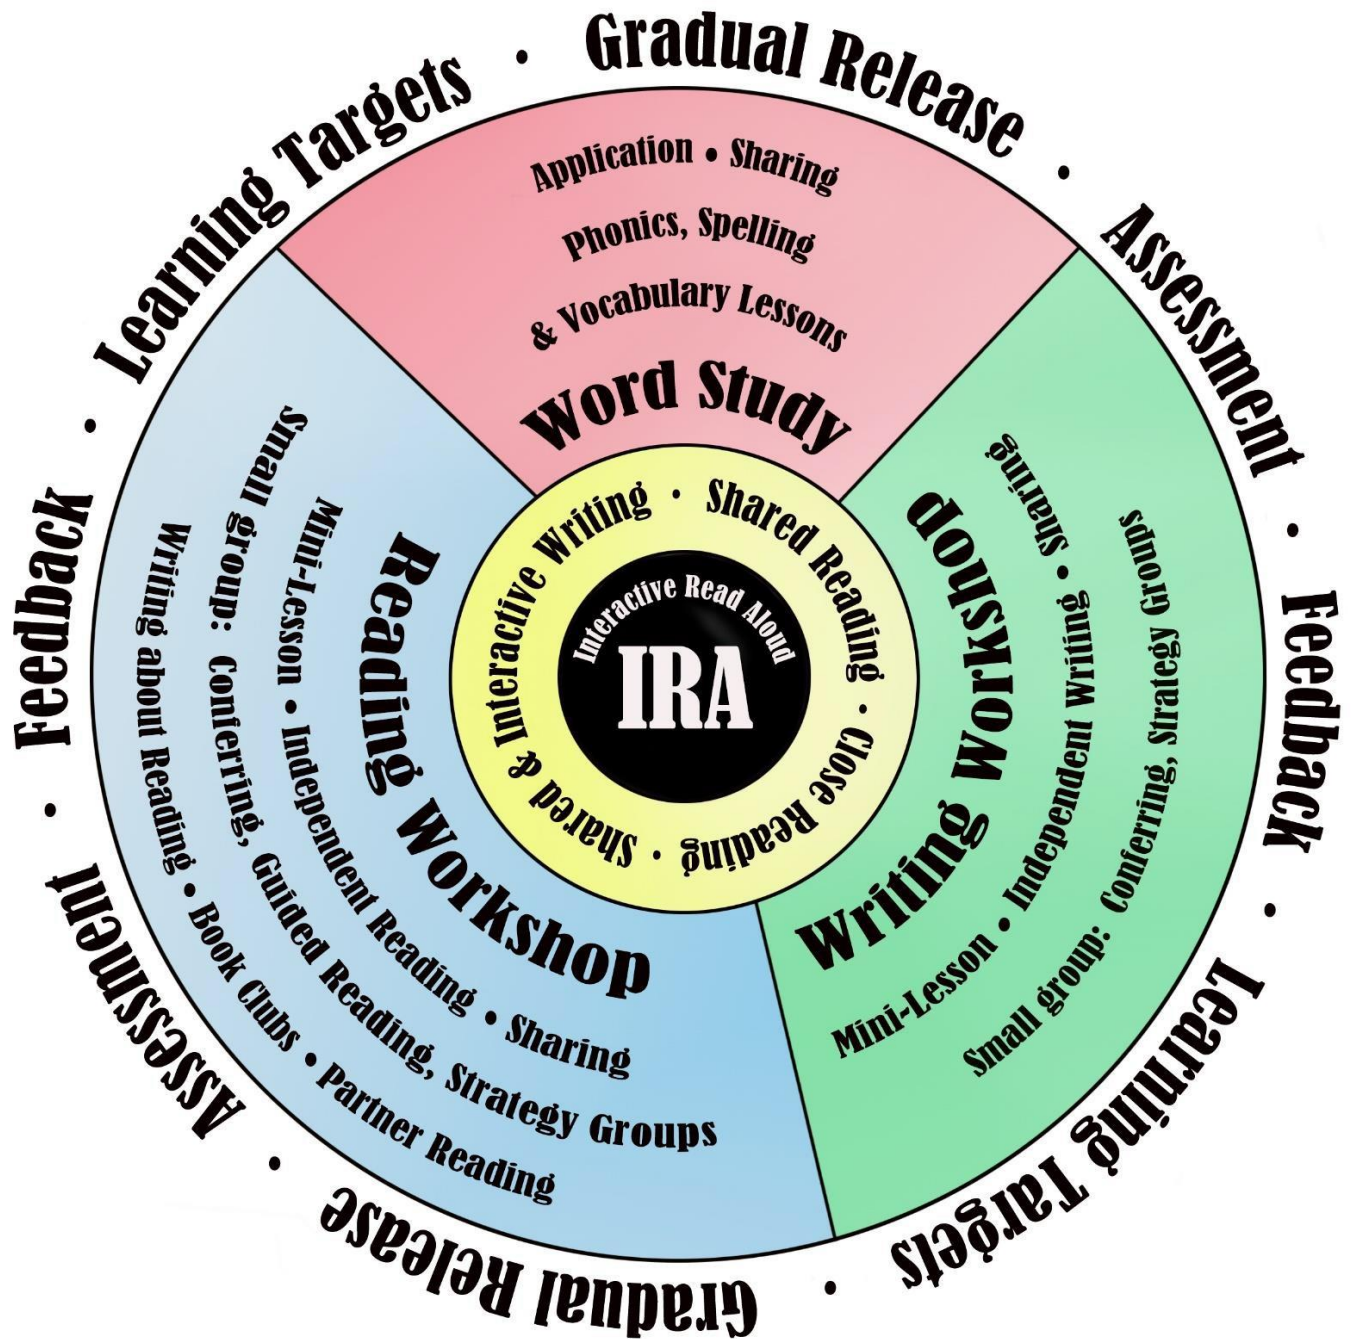 Gradual Release • Assessment • Feedback • Learning Targets • Gradual Release • Assessment • Feedback • Learning Targets •
Application • Sharing
Phonics, Spelling
& Vocabulary Lessons
Word Study
Writing Workshop
Mini-Lesson • Independent Writing • Sharing
Small group: Conferring, Strategy Groups
Reading Workshop
Mini-Lesson • Independent Reading • Sharing
Small group: Conferring, Guided Reading, Strategy Groups
Writing about Reading • Book Clubs • Partner Reading
Shared Reading • Close Reading • Shared & Interactive Writing •
Interactive Read Aloud
IRA